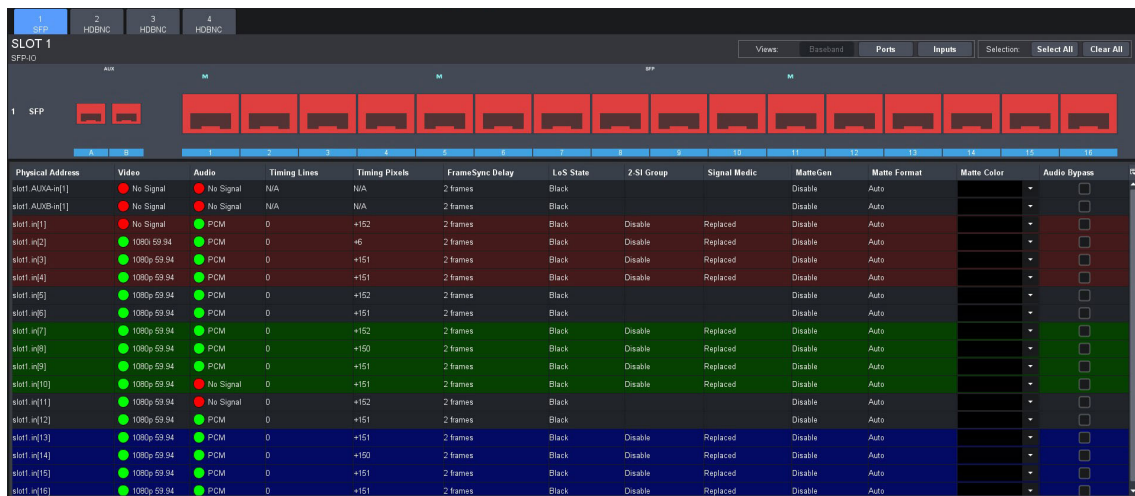 1 2 3 4
SFP HDBNC HDBNC HDBNC
SLOT 1
SFP-IO
Views: Baseband Ports Inputs Selection: Select All Clear All
AUX SFP
M M M
1 SFP
A B 1 2 3 4 5 6 7 8 9 10 11 12 13 14 15 16
Physical Address Video Audio Timing Lines Timing Pixels FrameSync Delay LoS State 2-SI Group Signal Medic MatteGen Matte Format Matte Color Audio Bypass
slot1.AUXA-in[1] No Signal No Signal N/A N/A 2 frames Black Disable Auto
slot1.AUXB-in[1] No Signal No Signal N/A N/A 2 frames Black Disable Auto
slot1.in[1] No Signal PCM 0 +152 2 frames Black Disable Replaced Disable Auto
slot1.in[2] 1080i 59.94 PCM 0 +6 2 frames Black Disable Replaced Disable Auto
slot1.in[3] 1080p 59.94 PCM 0 +151 2 frames Black Disable Replaced Disable Auto
slot1.in[4] 1080p 59.94 PCM 0 +151 2 frames Black Disable Replaced Disable Auto
slot1.in[5] 1080p 59.94 PCM 0 +152 2 frames Black Disable Auto
slot1.in[6] 1080p 59.94 PCM 0 +151 2 frames Black Disable Auto
slot1.in[7] 1080p 59.94 PCM 0 +152 2 frames Black Disable Replaced Disable Auto
slot1.in[8] 1080p 59.94 PCM 0 +150 2 frames Black Disable Replaced Disable Auto
slot1.in[9] 1080p 59.94 PCM 0 +151 2 frames Black Disable Replaced Disable Auto
slot1.in[10] 1080p 59.94 No Signal 0 +151 2 frames Black Disable Replaced Disable Auto
slot1.in[11] 1080p 59.94 No Signal 0 +152 2 frames Black Disable Auto
slot1.in[12] 1080p 59.94 PCM 0 +151 2 frames Black Disable Auto
slot1.in[13] 1080p 59.94 PCM 0 +151 2 frames Black Disable Replaced Disable Auto
slot1.in[14] 1080p 59.94 PCM 0 +150 2 frames Black Disable Replaced Disable Auto
slot1.in[15] 1080p 59.94 PCM 0 +151 2 frames Black Disable Replaced Disable Auto
slot1.in[16] 1080p 59.94 PCM 0 +151 2 frames Black Disable Replaced Disable Auto